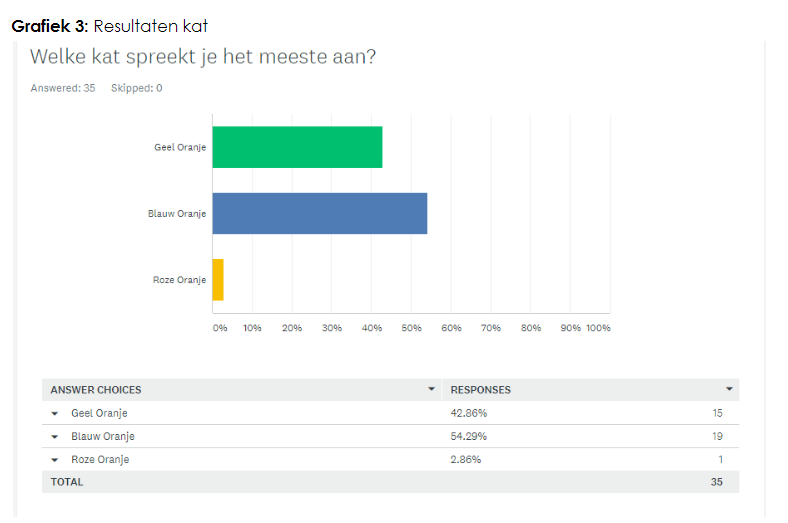 Grafiek 3: Resultaten kat
Welke kat spreekt je het meeste aan?
Answered: 35 Skipped: 0
Geel Oranje
Blauw Oranje
Roze Oranje
0% 10% 20% 30% 40% 50% 60% 70% 80% 90% 100%
ANSWER CHOICES RESPONSES
Geel Oranje 42.86% 15
Blauw Oranje 54.29% 19
Roze Oranje 2.86% 1
TOTAL 35